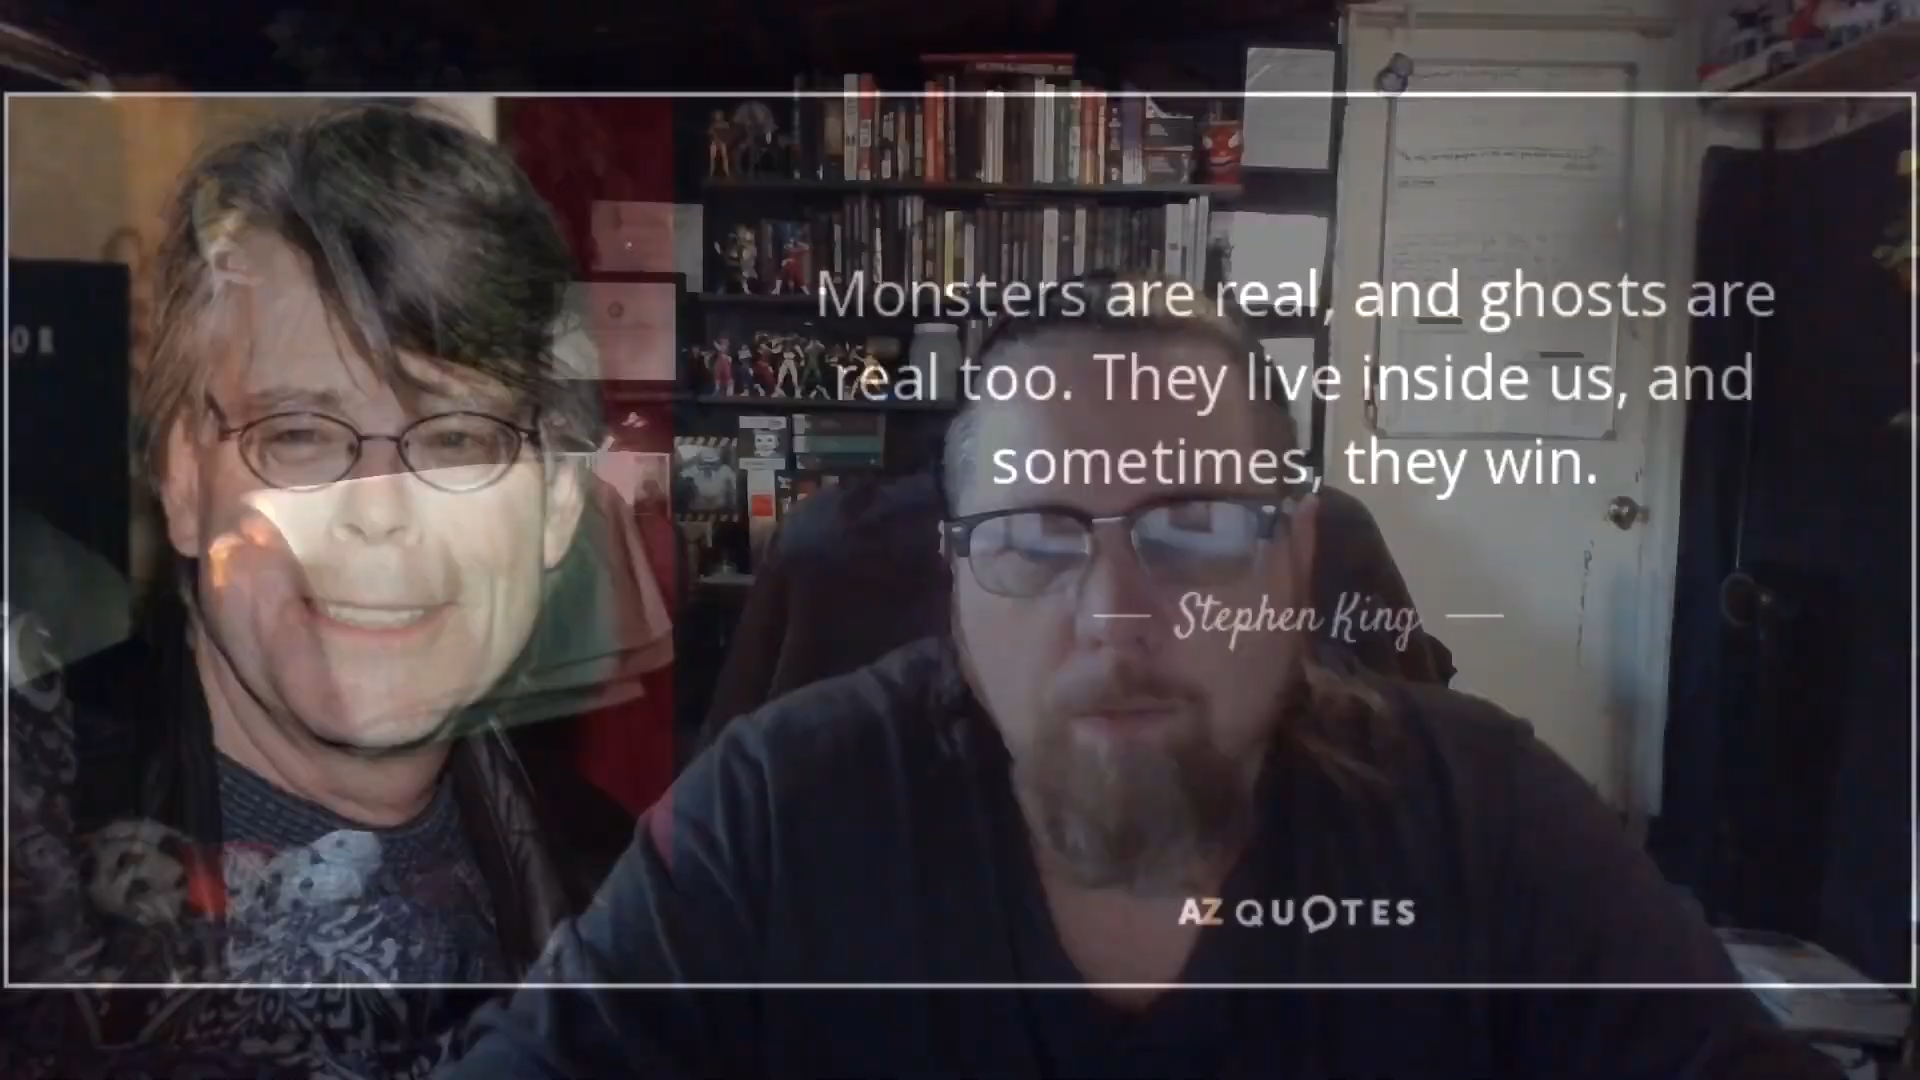 Monsters are real, and ghosts are
real too. They live inside us, and
sometimes, they win.
Stephen King
AZ QUOTES